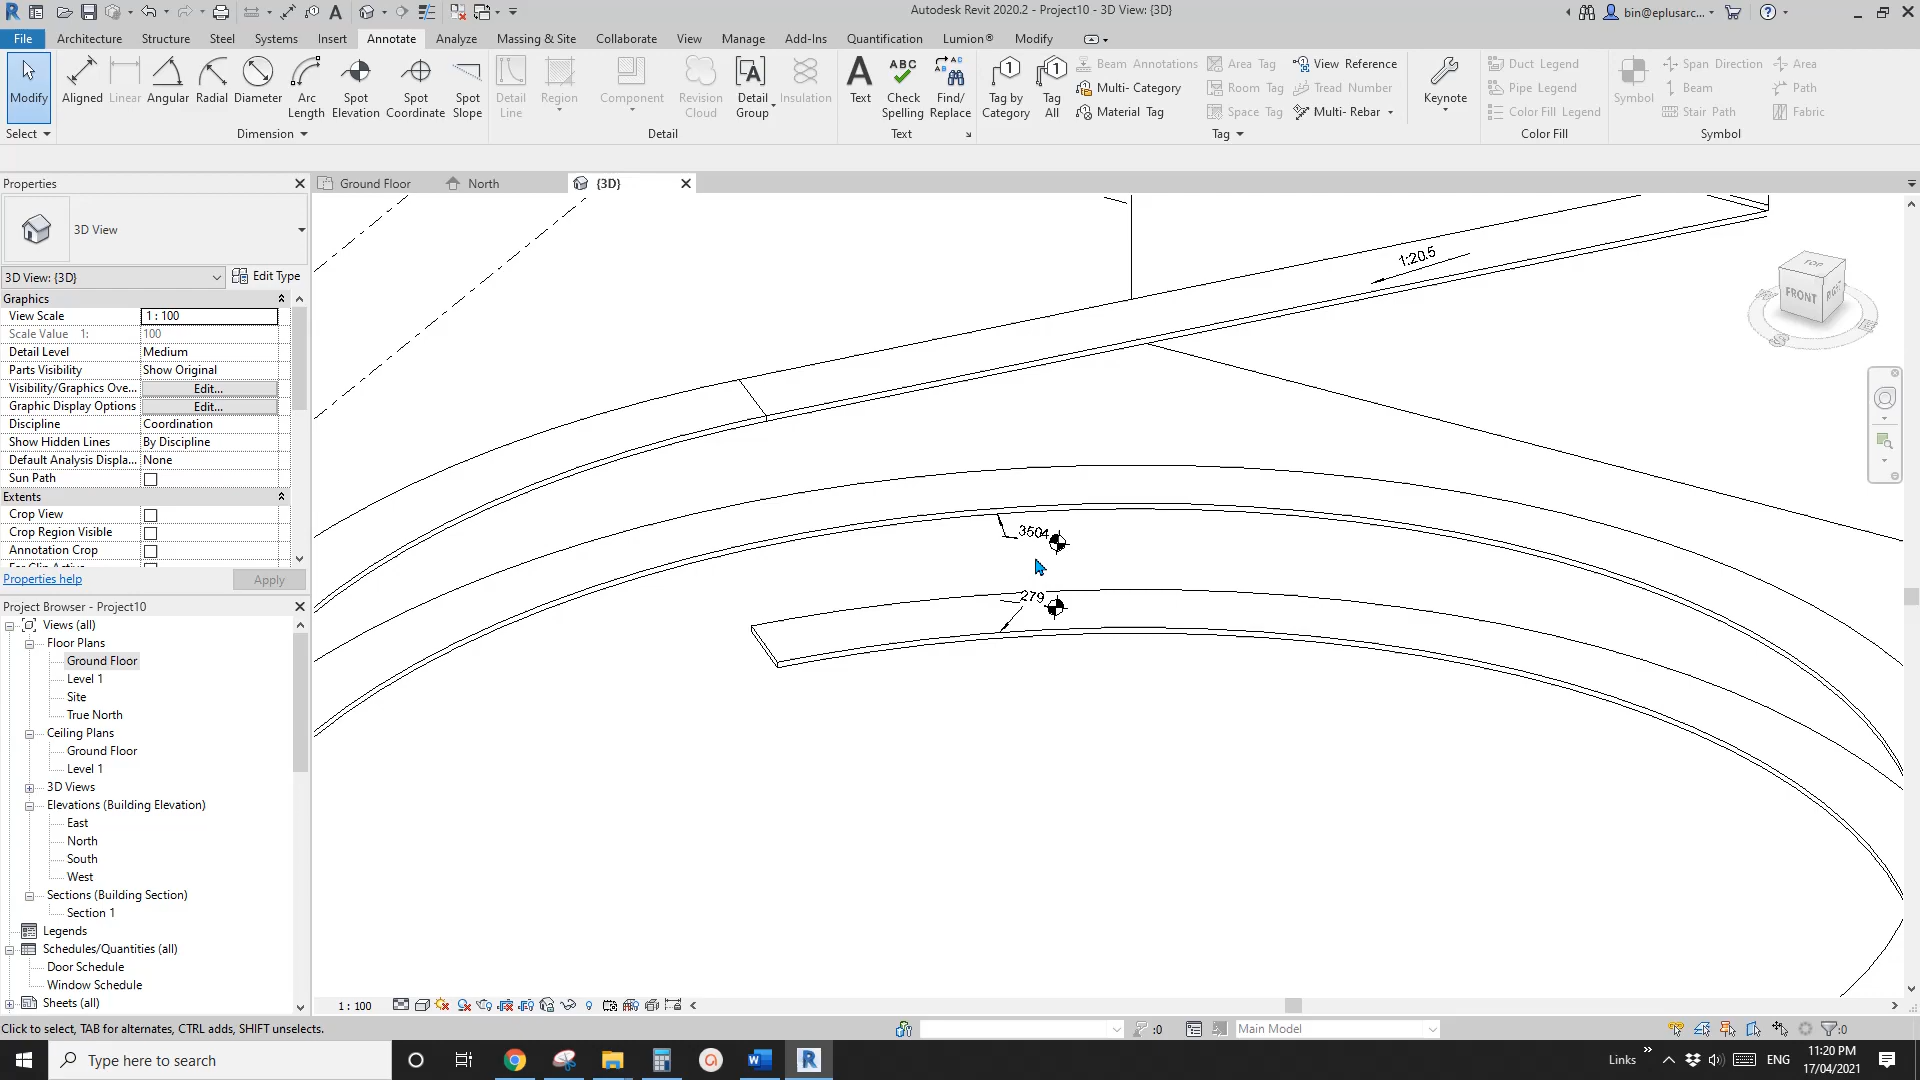 Autodesk Revit 2020.2 - Project10 - 3D View: {3D}
bin@eplusarc...
File Architecture Structure Steel Systems Insert Annotate Analyze Massing & Site Collaborate View Manage Add-Ins Quantification Lumion® Modify
Modify Aligned Linear Angular Radial Diameter Arc Length Spot Elevation Spot Coordinate Spot Slope Detail Line Region Component Revision Cloud Detail Group Insulation Text Check Spelling Find/ Replace Tag by Category Tag All Keynote Symbol
Beam Annotations Area Tag View Reference Duct Legend Span Direction Area
Multi- Category Room Tag Tread Number Pipe Legend Beam Path
Material Tag Space Tag Multi- Rebar Color Fill Legend Stair Path Fabric
Select Dimension Detail Text Tag Color Fill Symbol
Properties
Ground Floor North {3D}
3D View
3D View: {3D} Edit Type
Graphics
View Scale 1 : 100
Scale Value 1: 100
Detail Level Medium
Parts Visibility Show Original
Visibility/Graphics Ove... Edit...
Graphic Display Options Edit...
Discipline Coordination
Show Hidden Lines By Discipline
Default Analysis Displa... None
Sun Path
Extents
Crop View
Crop Region Visible
Annotation Crop
Properties help Apply
Project Browser - Project10
Views (all)
Floor Plans
Ground Floor
Level 1
Site
True North
Ceiling Plans
Ground Floor
Level 1
3D Views
Elevations (Building Elevation)
East
North
South
West
Sections (Building Section)
Section 1
Legends
Schedules/Quantities (all)
Door Schedule
Window Schedule
Sheets (all)
1:20.5
TOP
FRONT
RIGHT
S
E
3504
279
1 : 100
Click to select, TAB for alternates, CTRL adds, SHIFT unselects.
:0
Main Model
:0
Type here to search
Links
ENG
11:20 PM
17/04/2021